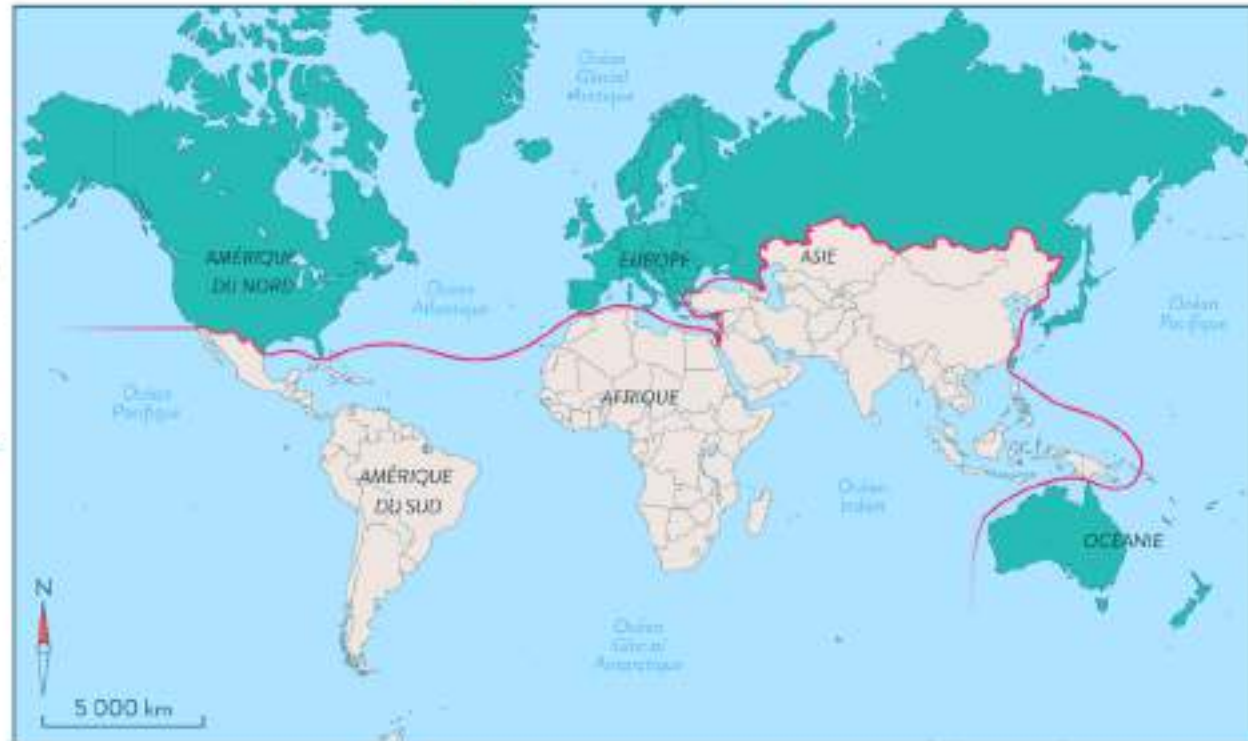 Océan
Glacial
Arctique
AMÉRIQUE
DU NORD
EUROPE
ASIE
Océan
Atlantique
Océan
Pacifique
Océan
Pacifique
AFRIQUE
AMÉRIQUE
DU SUD
Océan
Indien
OCÉANIE
N
Océan
Antarctique
5 000 km